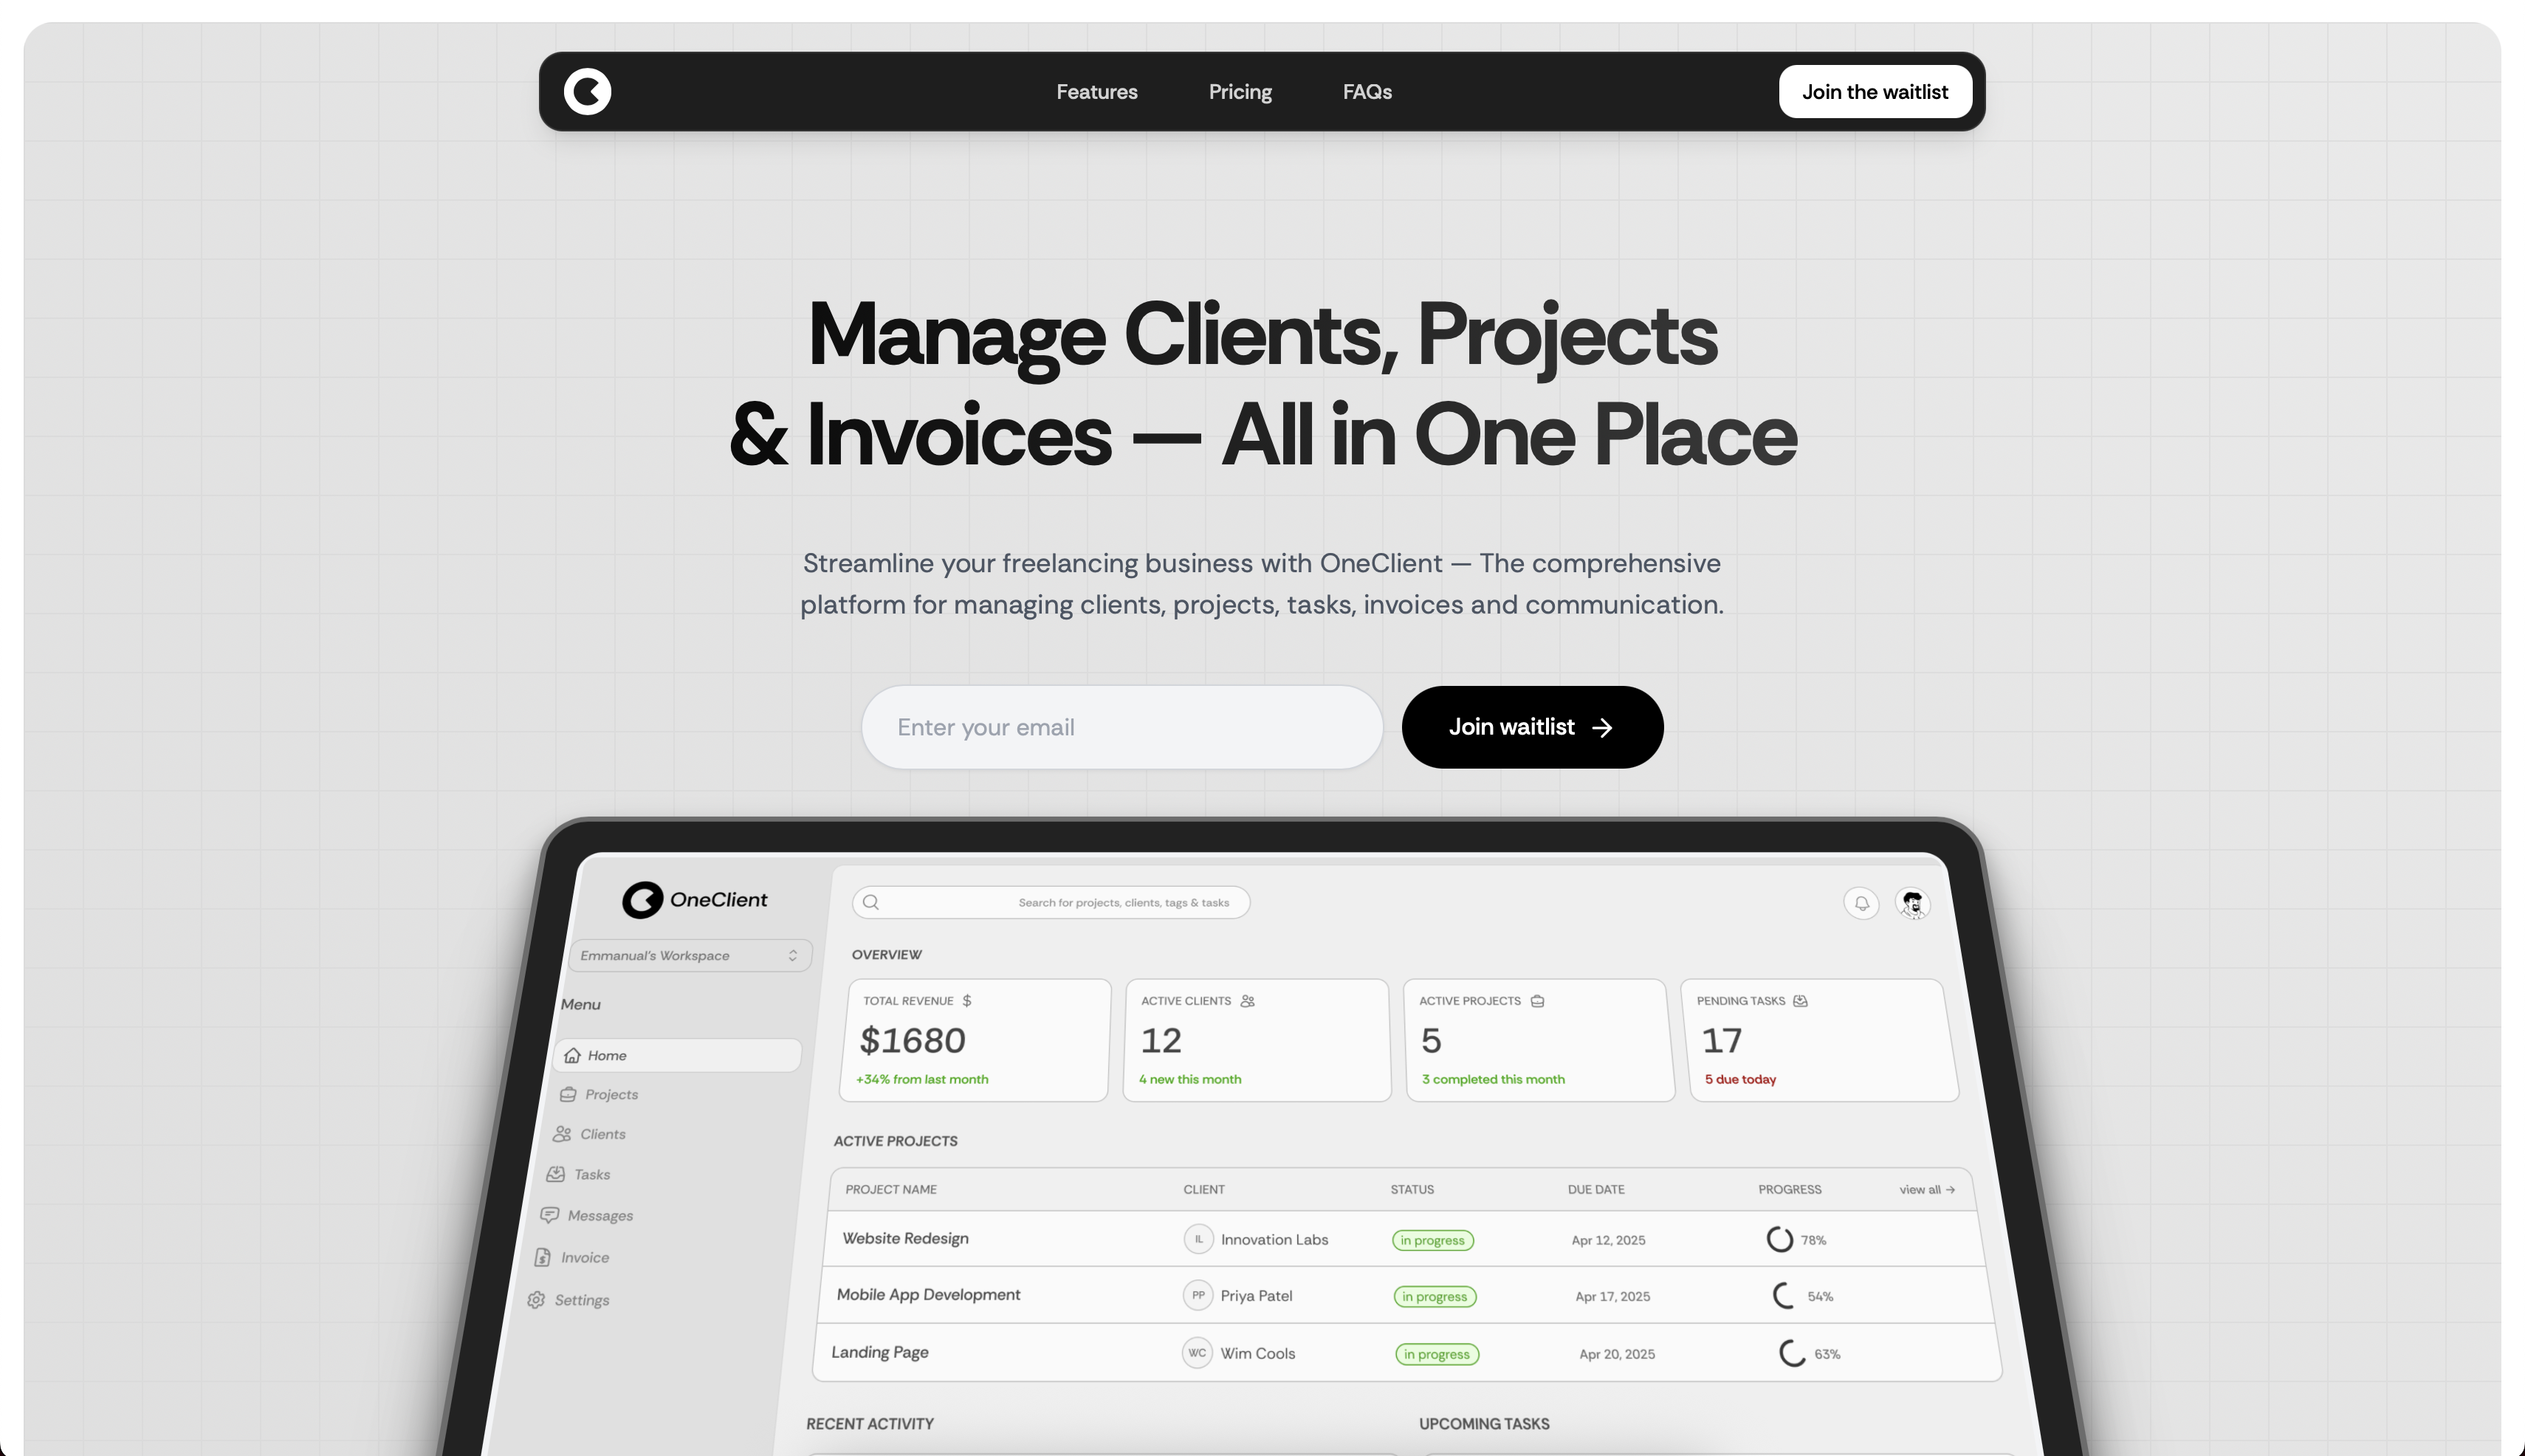 Features
Pricing
FAQs
Join the waitlist
Manage Clients, Projects
& Invoices — All in One Place
Streamline your freelancing business with OneClient — The comprehensive
platform for managing clients, projects, tasks, invoices and communication.
Enter your email
Join waitlist →
OneClient
Search for projects, clients, tags & tasks
Emmanual's Workspace
Menu
Home
Projects
Clients
Tasks
Messages
Invoice
Settings
OVERVIEW
TOTAL REVENUE $
$1680
+34% from last month
ACTIVE CLIENTS
12
4 new this month
ACTIVE PROJECTS
5
3 completed this month
PENDING TASKS
17
5 due today
ACTIVE PROJECTS
PROJECT NAME CLIENT STATUS DUE DATE PROGRESS view all →
Website Redesign IL Innovation Labs in progress Apr 12, 2025 78%
Mobile App Development PP Priya Patel in progress Apr 17, 2025 54%
Landing Page WC Wim Cools in progress Apr 20, 2025 63%
RECENT ACTIVITY
UPCOMING TASKS